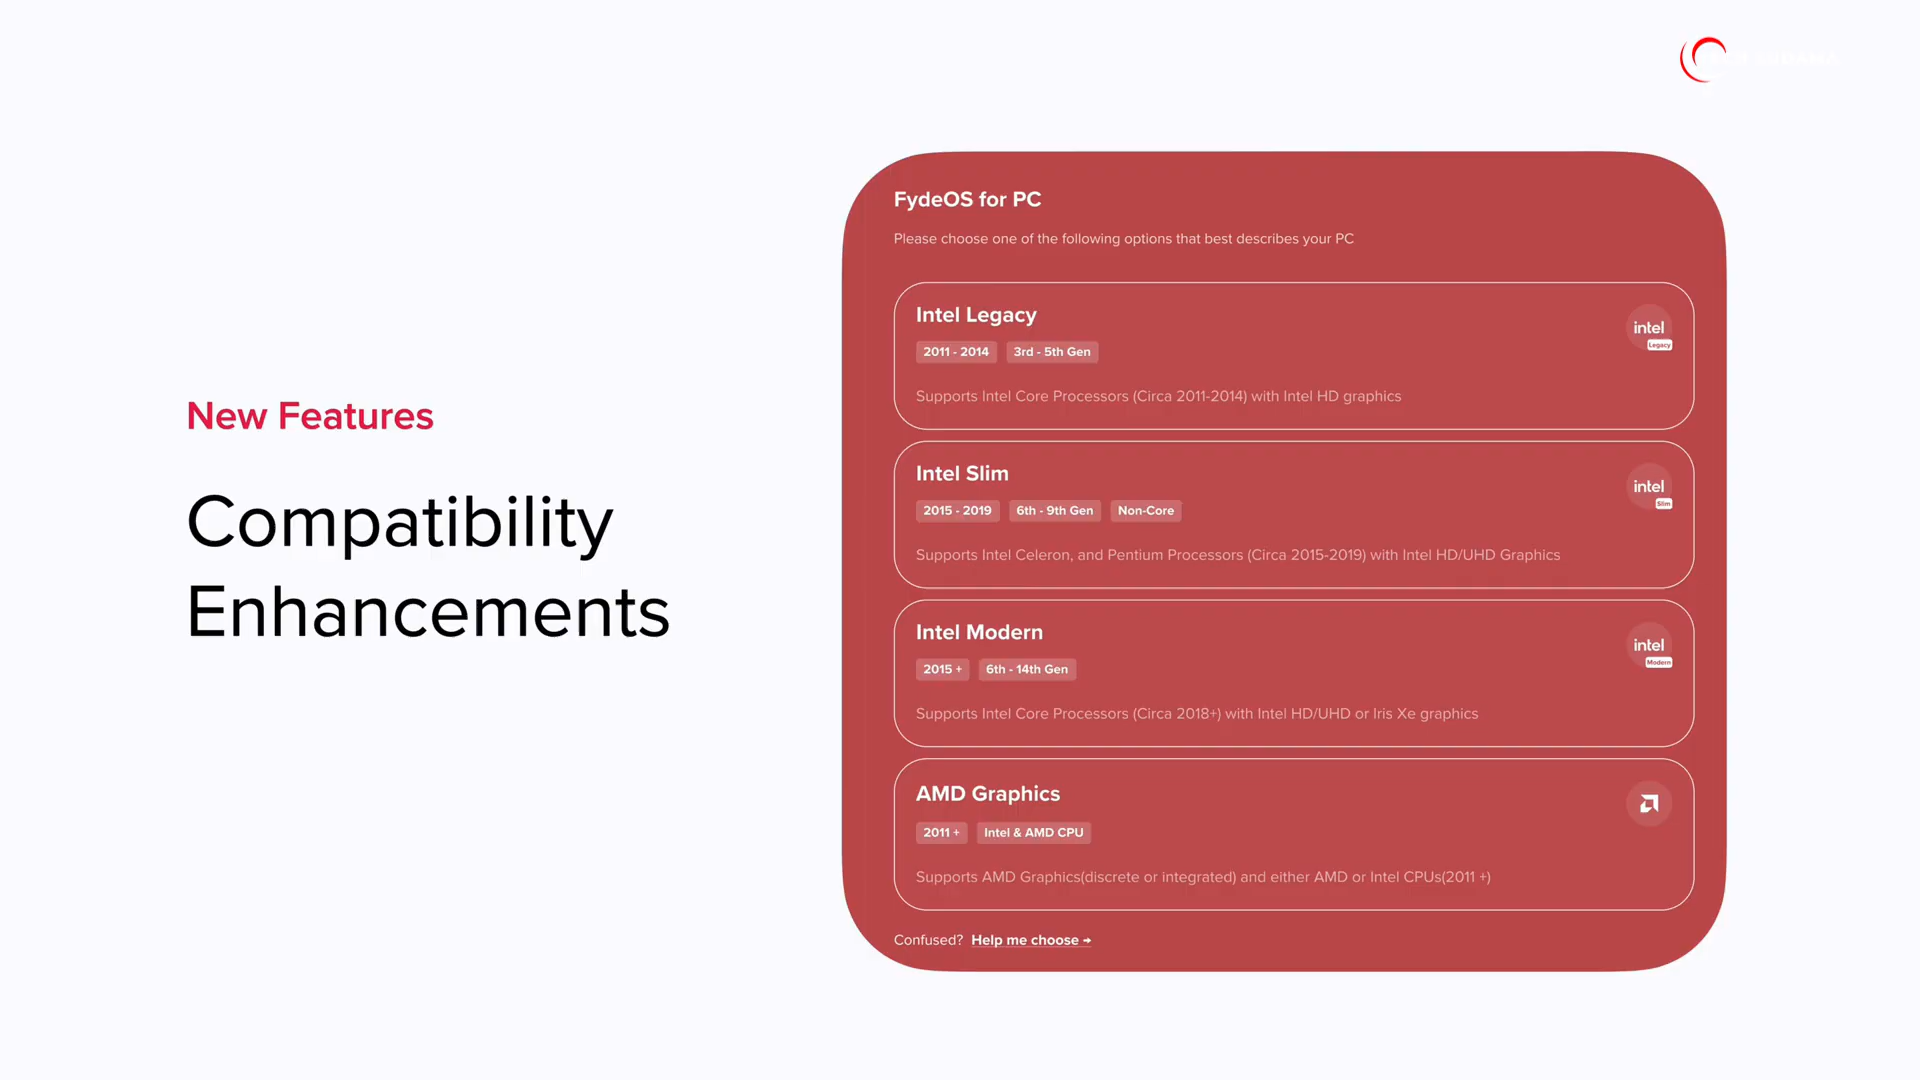 New Features
Compatibility
Enhancements
FydeOS for PC
Please choose one of the following options that best describes your PC
Intel Legacy
2011 - 2014 3rd - 5th Gen
Supports Intel Core Processors (Circa 2011-2014) with Intel HD graphics
intel
Legacy
Intel Slim
2015 - 2019 6th - 9th Gen Non-Core
Supports Intel Celeron, and Pentium Processors (Circa 2015-2019) with Intel HD/UHD Graphics
intel
Slim
Intel Modern
2015 + 6th - 14th Gen
Supports Intel Core Processors (Circa 2018+) with Intel HD/UHD or Iris Xe graphics
intel
Modern
AMD Graphics
2011 + Intel & AMD CPU
Supports AMD Graphics(discrete or integrated) and either AMD or Intel CPUs(2011 +)
Confused? Help me choose →